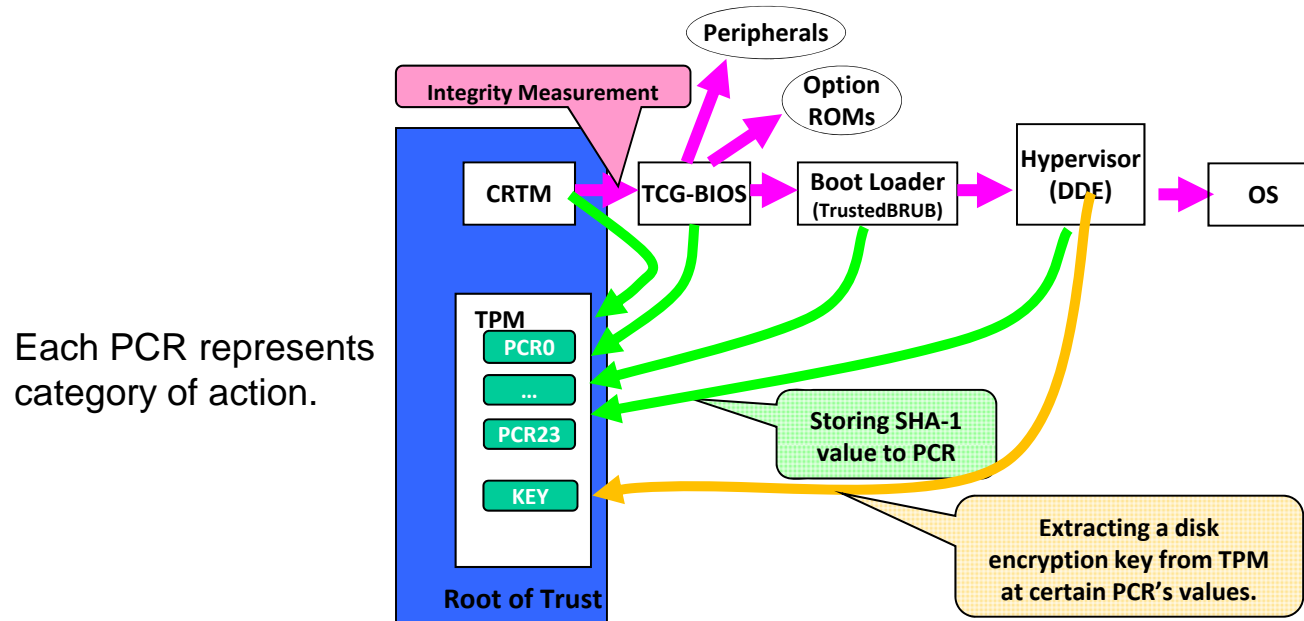 Peripherals
Integrity Measurement
Option
ROMs
CRTM
TCG-BIOS
Boot Loader
(TrustedBRUB)
Hypervisor
(DDE)
OS
Each PCR represents
category of action.
TPM
PCR0
...
PCR23
KEY
Root of Trust
Storing SHA-1
value to PCR
Extracting a disk
encryption key from TPM
at certain PCR’s values.